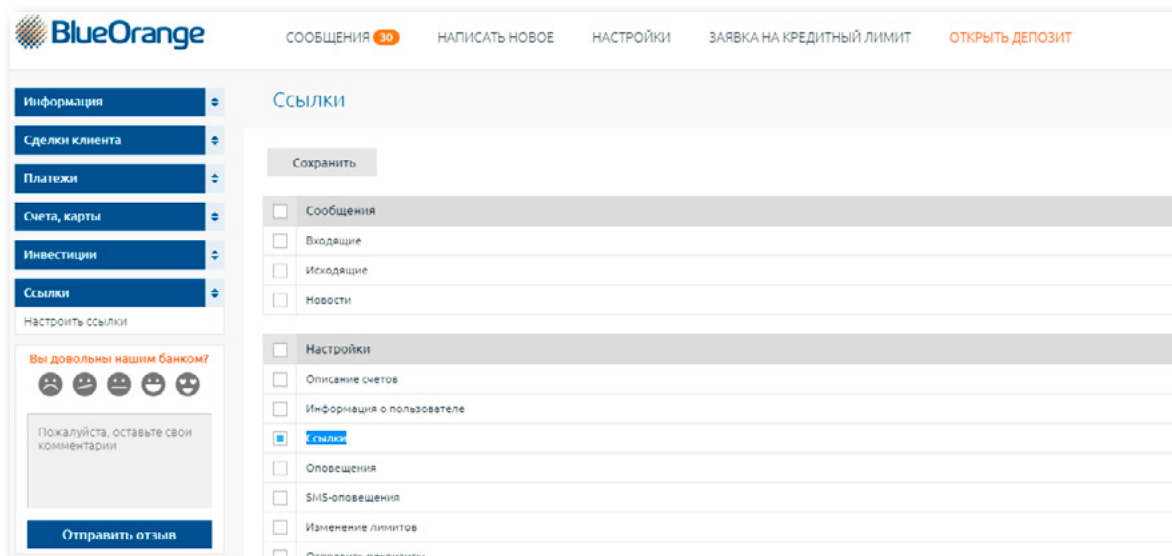 BlueOrange
СООБЩЕНИЯ 30 НАПИСАТЬ НОВОЕ НАСТРОЙКИ ЗАЯВКА НА КРЕДИТНЫЙ ЛИМИТ ОТКРЫТЬ ДЕПОЗИТ
Информация
Сделки клиента
Платежи
Счета, карты
Инвестиции
Ссылки
Настроить ссылки
Вы довольны нашим банком?
Пожалуйста, оставьте свои
комментарии
Отправить отзыв
Ссылки
Сохранить
Сообщения
Входящие
Исходящие
Новости
Настройки
Описание счетов
Информация о пользователе
Ссылки
Оповещения
SMS-оповещения
Изменение лимитов
Отправить реквизиты